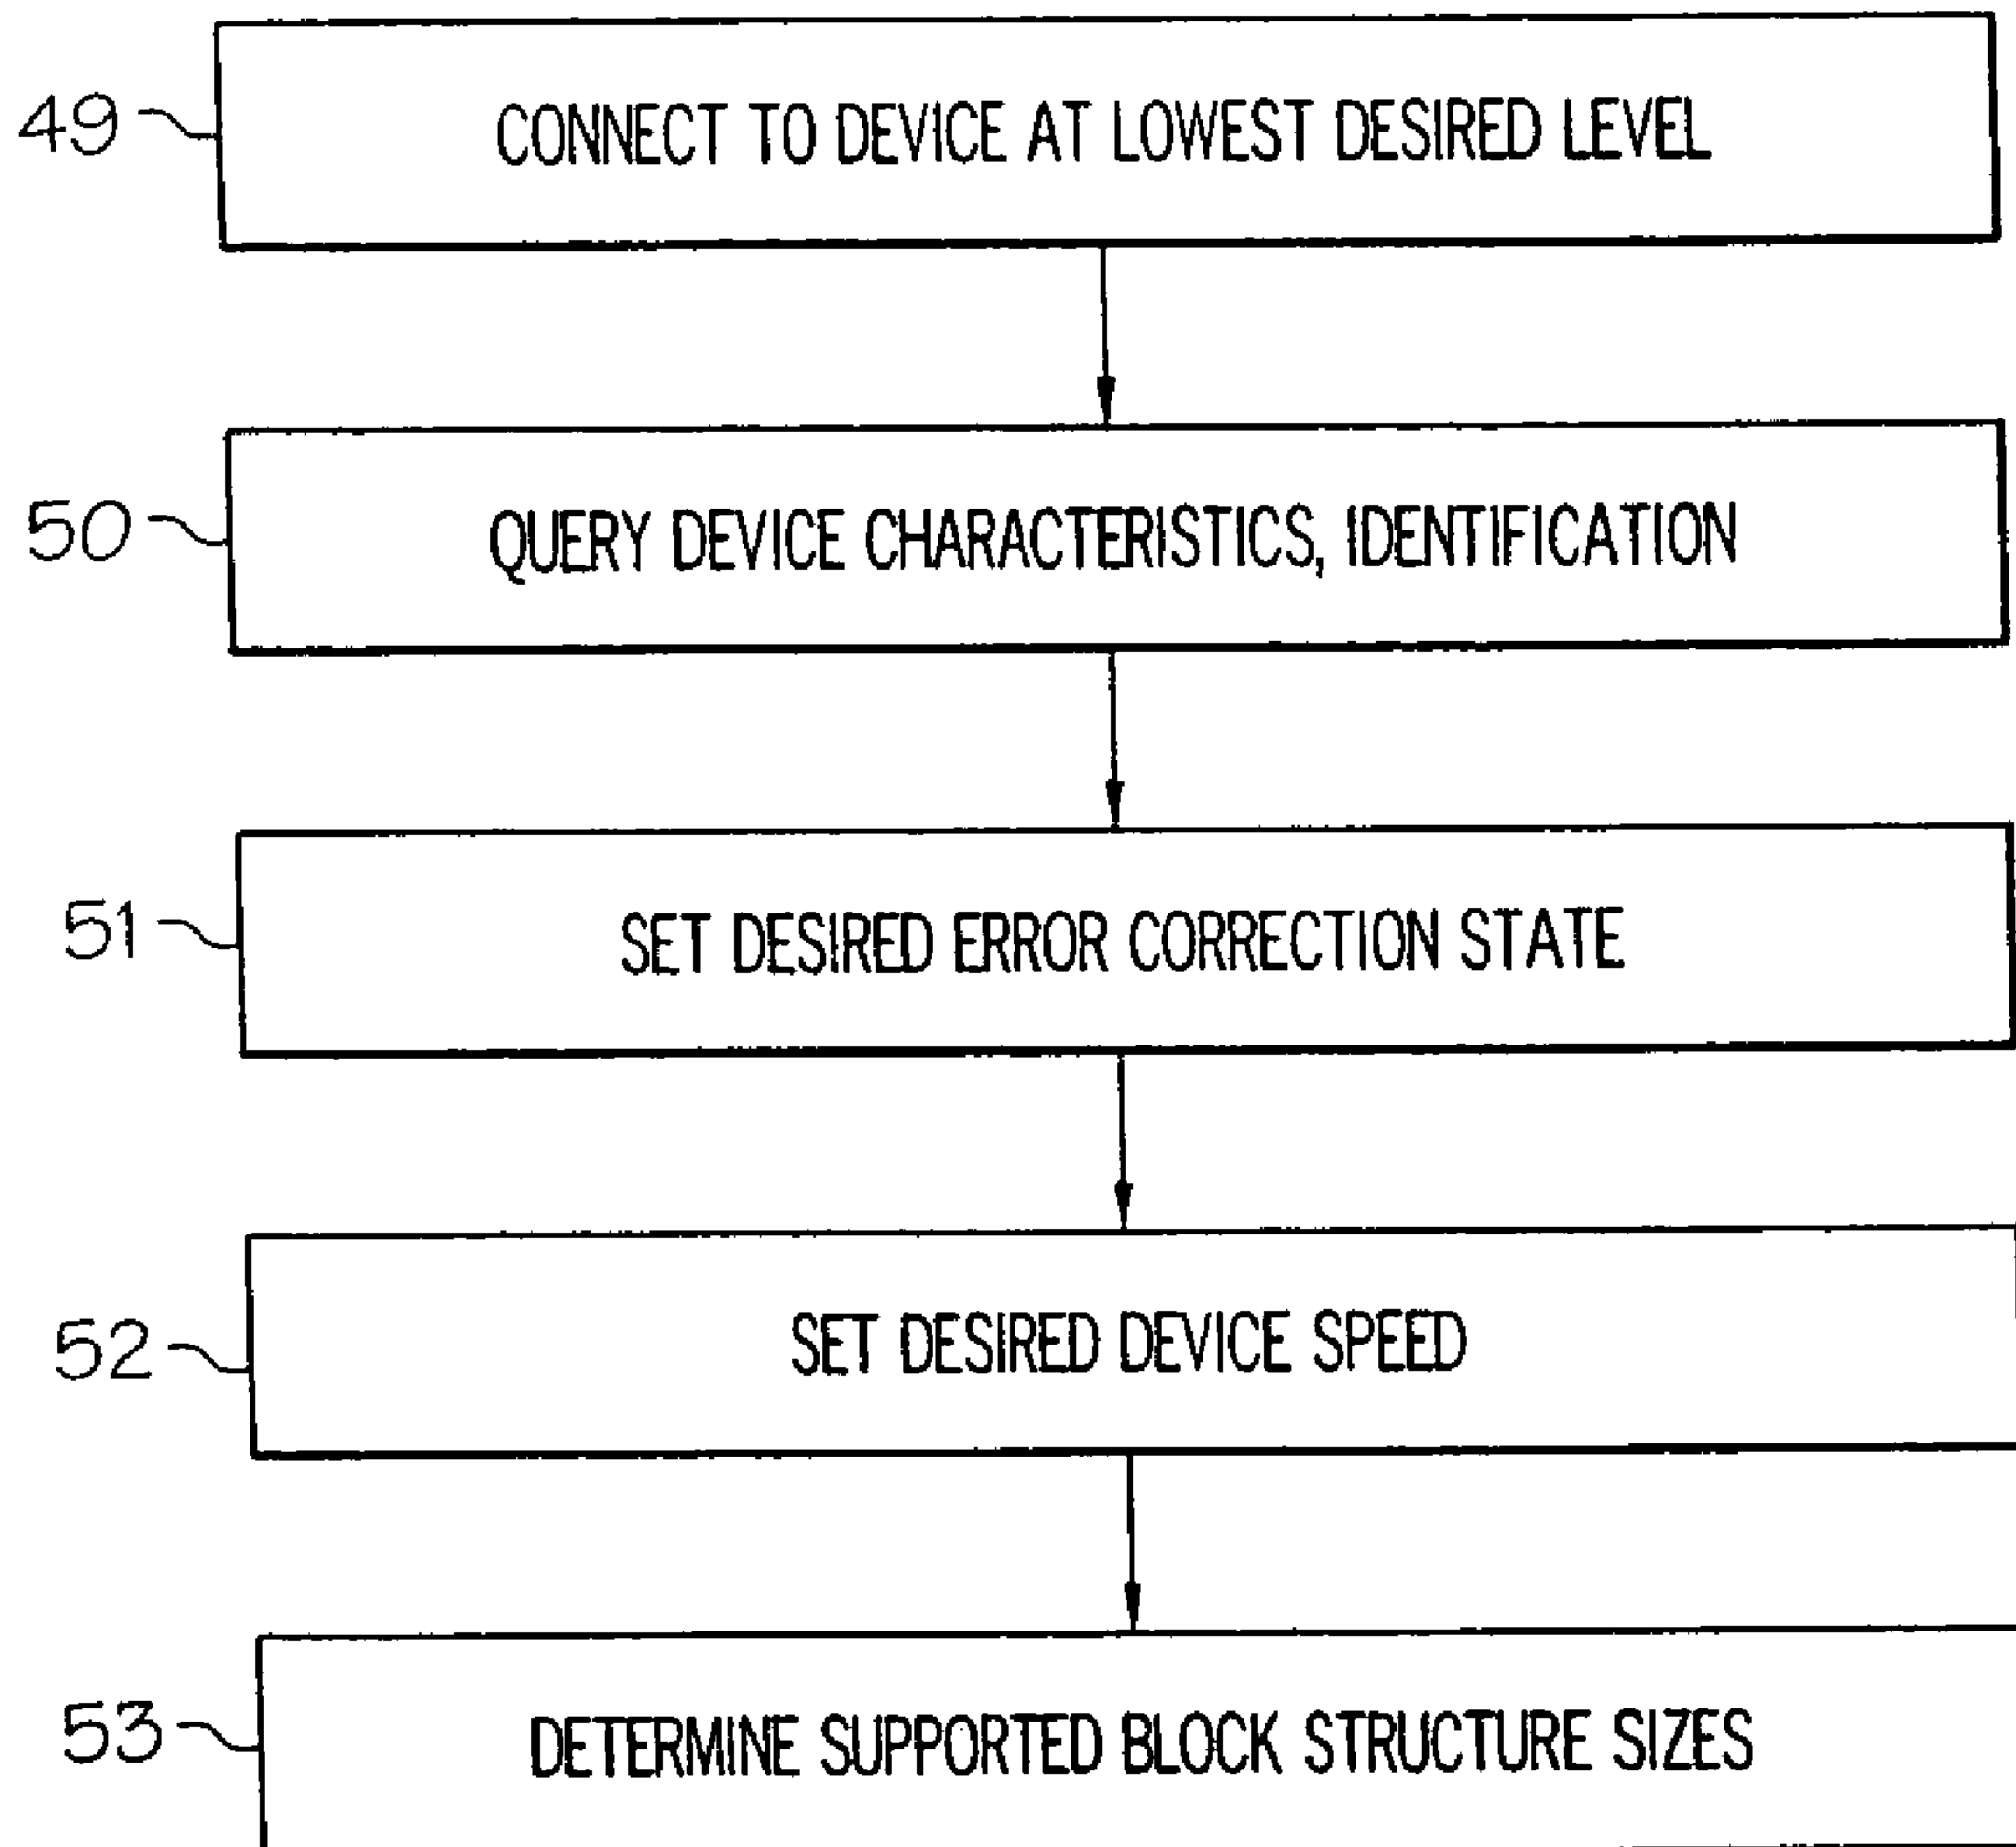 49 CONNECT TO DEVICE AT LOWEST DESIRED LEVEL
50 QUERY DEVICE CHARACTERISTICS, IDENTIFICATION
51 SET DESIRED ERROR CORRECTION STATE
52 SET DESIRED DEVICE SPEED
53 DETERMINE SUPPORTED BLOCK STRUCTURE SIZES